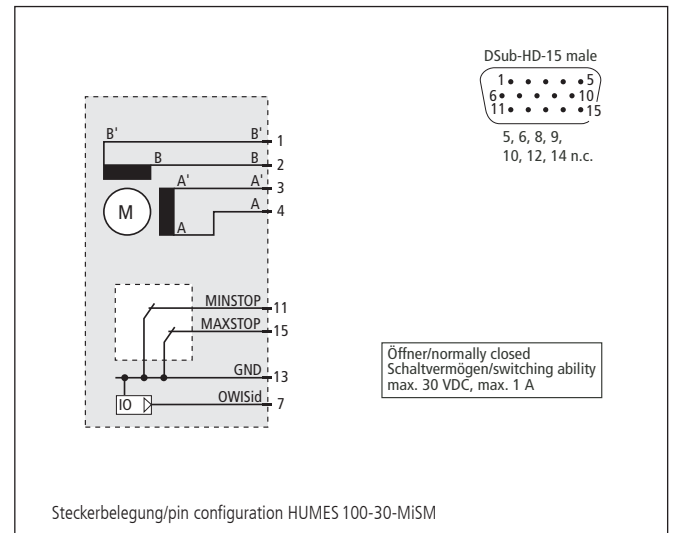 DSub-HD-15 male
1 5
6 10
11 15
5, 6, 8, 9,
10, 12, 14 n.c.
B' B' 1
B B 2
A' A' 3
M A 4
A
MINSTOP 11
MAXSTOP 15
GND 13
IO OWISid 7
Öffner/normally closed
Schaltvermögen/switching ability
max. 30 VDC, max. 1 A
Steckerbelegung/pin configuration HUMES 100-30-MiSM